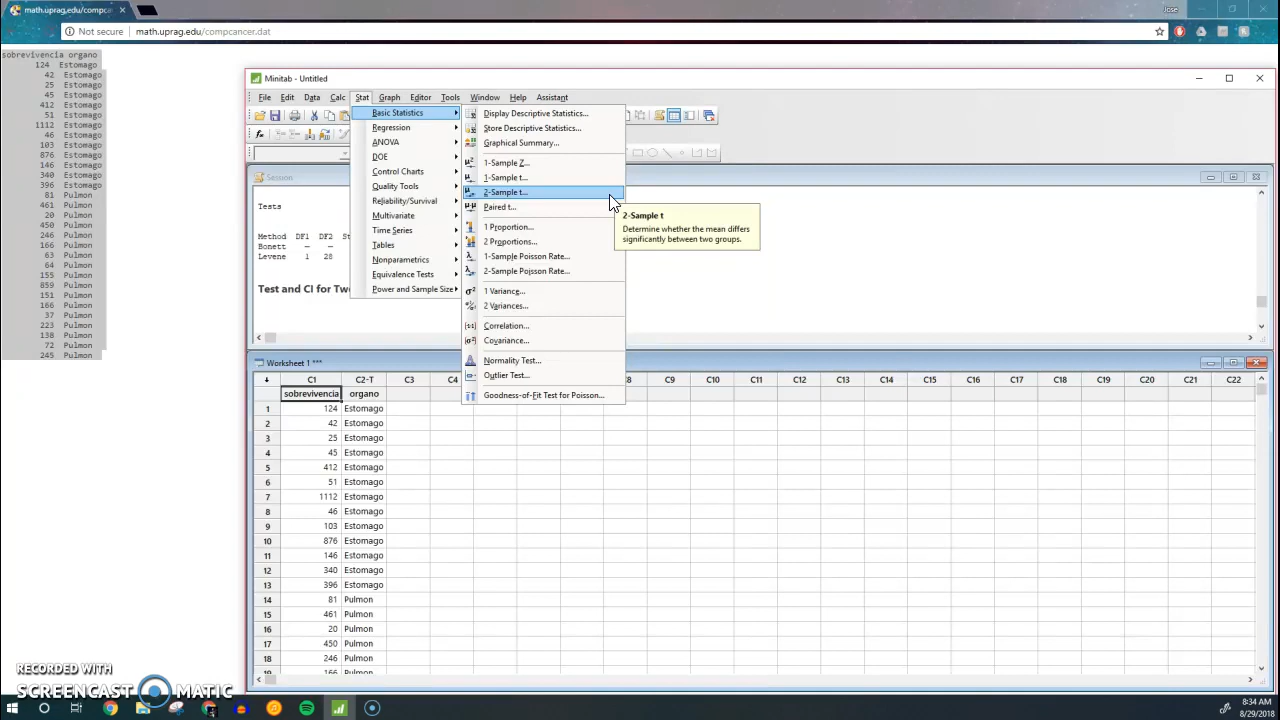 math.uprag.edu/compcancer
Jose
Not secure
math.uprag.edu/compcancer.dat
sobrevivencia organo
124 Estomago
42 Estomago
25 Estomago
45 Estomago
412 Estomago
51 Estomago
1112 Estomago
46 Estomago
103 Estomago
876 Estomago
146 Estomago
340 Estomago
396 Estomago
81 Pulmon
461 Pulmon
20 Pulmon
450 Pulmon
246 Pulmon
166 Pulmon
63 Pulmon
64 Pulmon
155 Pulmon
859 Pulmon
151 Pulmon
166 Pulmon
37 Pulmon
223 Pulmon
138 Pulmon
72 Pulmon
245 Pulmon
Minitab - Untitled
File Edit Data Calc Stat Graph Editor Tools Window Help Assistant
Basic Statistics
Regression
ANOVA
DOE
Control Charts
Quality Tools
Reliability/Survival
Multivariate
Time Series
Tables
Nonparametrics
Equivalence Tests
Power and Sample Size
Display Descriptive Statistics...
Store Descriptive Statistics...
Graphical Summary...
1-Sample Z...
1-Sample t...
2-Sample t...
Paired t...
1 Proportion...
2 Proportions...
1-Sample Poisson Rate...
2-Sample Poisson Rate...
1 Variance...
2 Variances...
Correlation...
Covariance...
Normality Test...
Outlier Test...
Goodness-of-Fit Test for Poisson...
2-Sample t
Determine whether the mean differs
significantly between two groups.
Session
Tests
Method DF1 DF2 St
Bonett — —
Levene 1 28
Test and CI for Tw
Worksheet 1 ***
C1 C2-T C3 C4 C8 C9 C10 C11 C12 C13 C14 C15 C16 C17 C18 C19 C20 C21 C22
sobrevivencia organo
1 124 Estomago
2 42 Estomago
3 25 Estomago
4 45 Estomago
5 412 Estomago
6 51 Estomago
7 1112 Estomago
8 46 Estomago
9 103 Estomago
10 876 Estomago
11 146 Estomago
12 340 Estomago
13 396 Estomago
14 81 Pulmon
15 461 Pulmon
16 20 Pulmon
17 450 Pulmon
18 246 Pulmon
19 166 Pulmon
RECORDED WITH
SCREENCAST MATIC
8:34 AM
8/29/2018